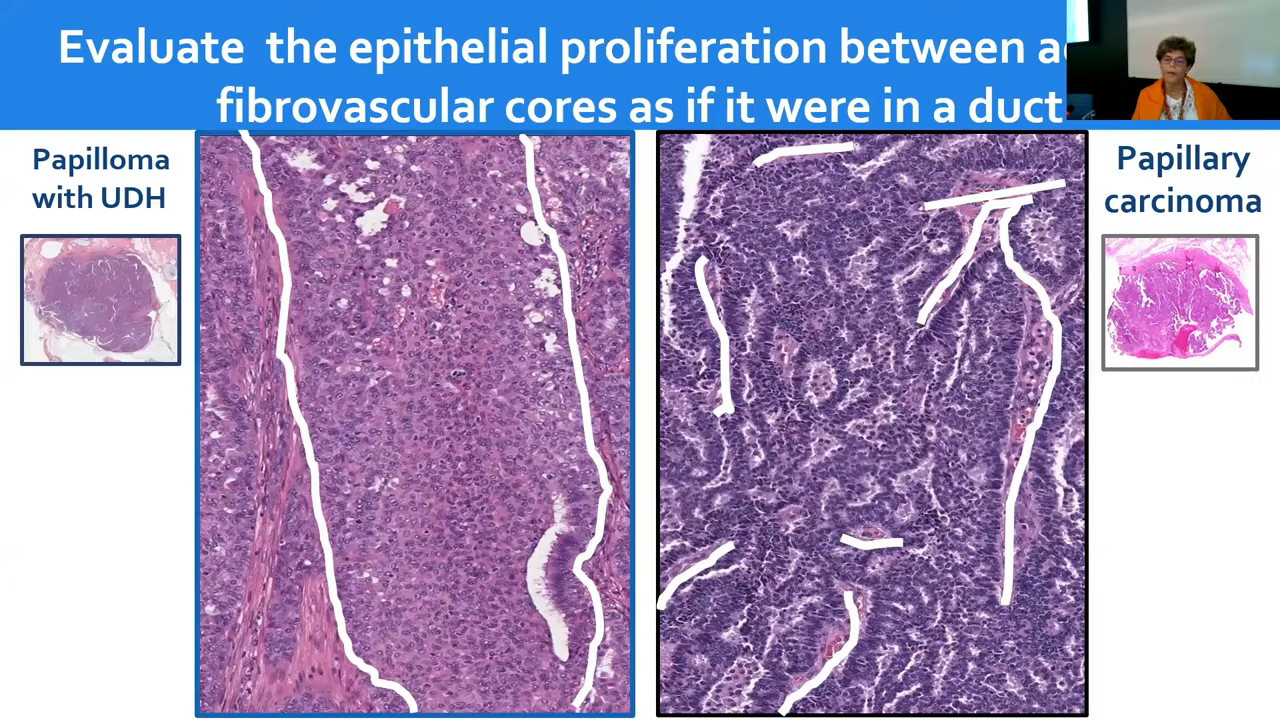 Evaluate the epithelial proliferation between
fibrovascular cores as if it were in a duct
Papilloma
with UDH
Papillary
carcinoma